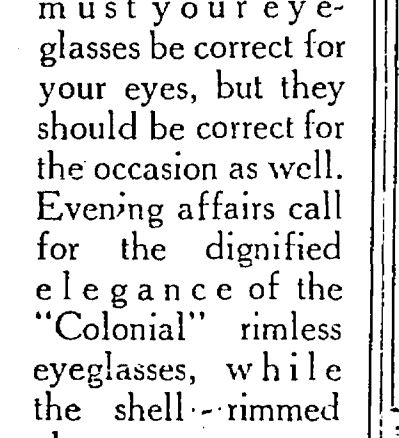 must your eye-
glasses be correct for
your eyes, but they
should be correct for
the occasion as well.
Evening affairs call
for the dignified
elegance of the
"Colonial" rimless
eyeglasses, while
the shell-rimmed